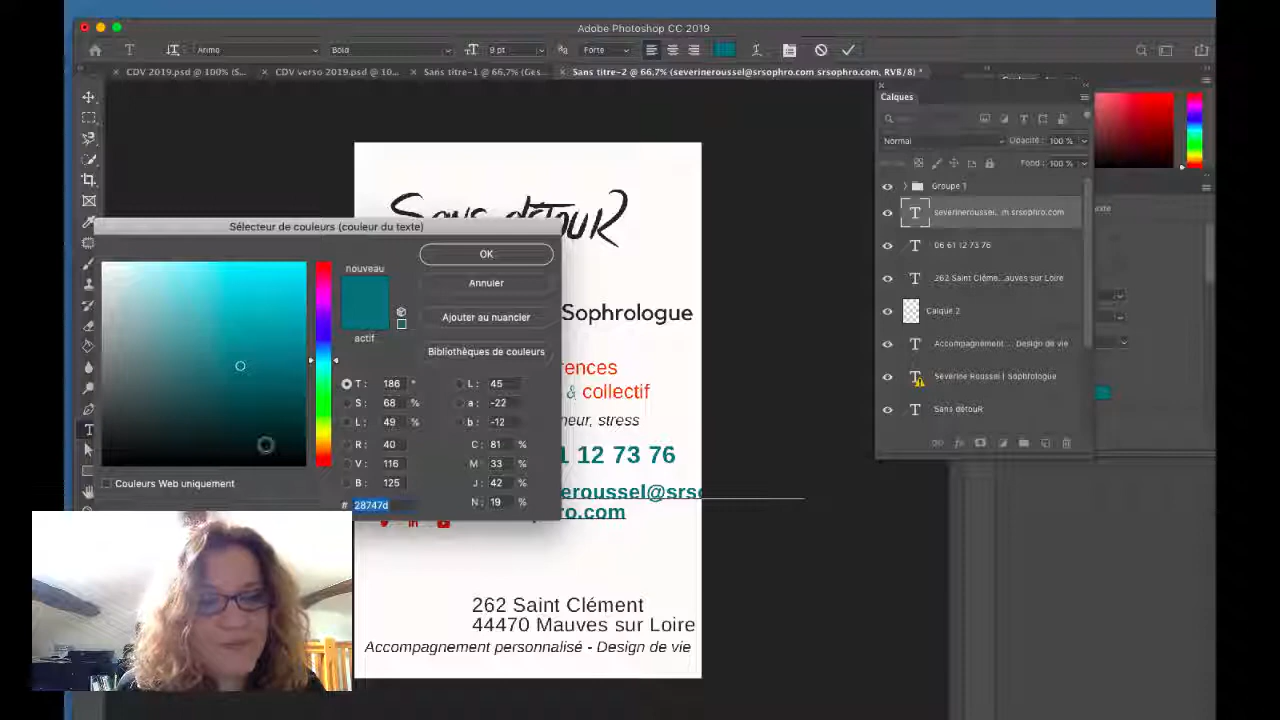 Adobe Photoshop CC 2019
T Arimo Bold 9 pt Forte
CDV 2019.psd @ 100% (S... CDV verso 2019.psd @ 10... Sans titre-1 @ 66,7% (Ges... Sans titre-2 @ 66,7% (severineroussel@srsophro.com srsophro.com, RVB/8) *
Calques
Normal Opacité : 100 %
Fond : 100 %
Groupe 1
severineroussel... m srsophro.com
06 61 12 73 76
262 Saint Cléme...auves sur Loire
Calque 2
Accompagnement ... Design de vie
Séverine Roussel | Sophrologue
Sans détouR
Sans détouR
Sélecteur de couleurs (couleur du texte)
nouveau
actif
OK
Annuler
Ajouter au nuancier
Bibliothèques de couleurs
T : 186 °
S : 68 %
L : 49 %
R : 40
V : 116
B : 125
# 28747d
L : 45
a : -22
b : -12
C : 81 %
M : 33 %
J : 42 %
N : 19 %
Couleurs Web uniquement
Sophrologue
rences
& collectif
neur, stress
1 12 73 76
eroussel@srso
ro.com
262 Saint Clément
44470 Mauves sur Loire
Accompagnement personnalisé - Design de vie